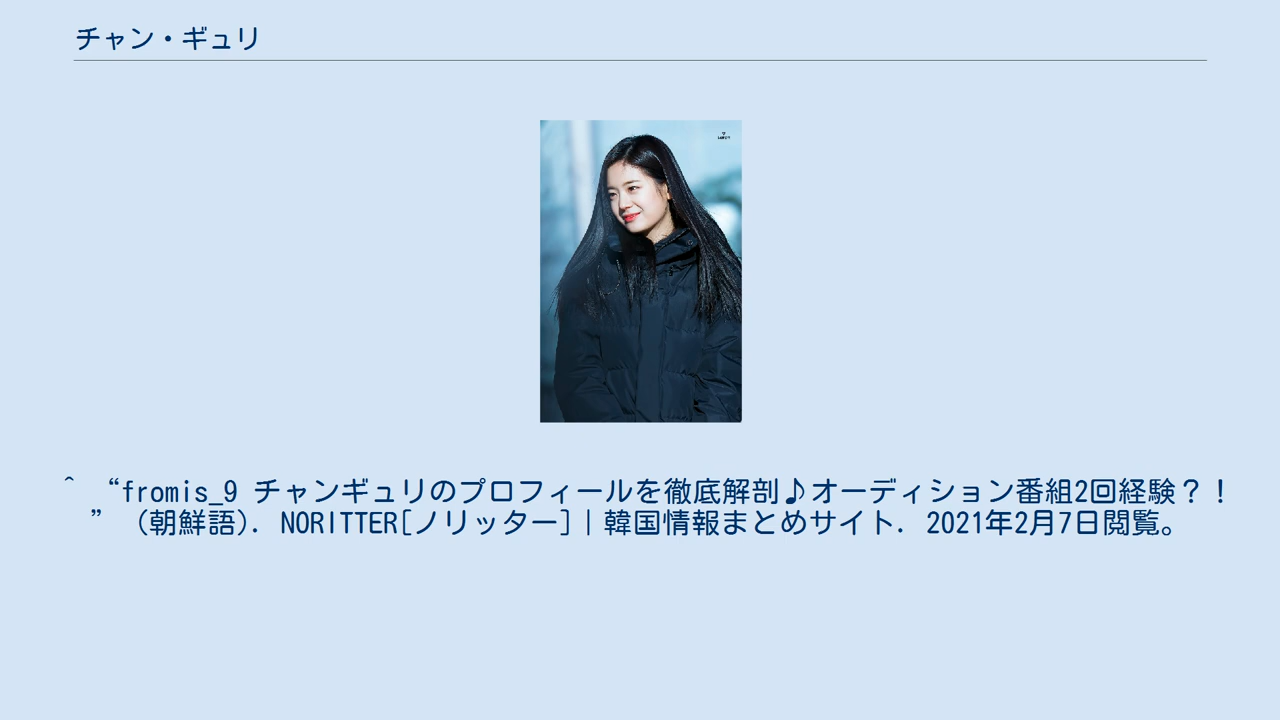 チャン・ギュリ
^ “fromis_9 チャンギュリのプロフィールを徹底解剖♪オーディション番組2回経験？！
” （朝鮮語）. NORITTER[ノリッター]｜韓国情報まとめサイト. 2021年2月7日閲覧。